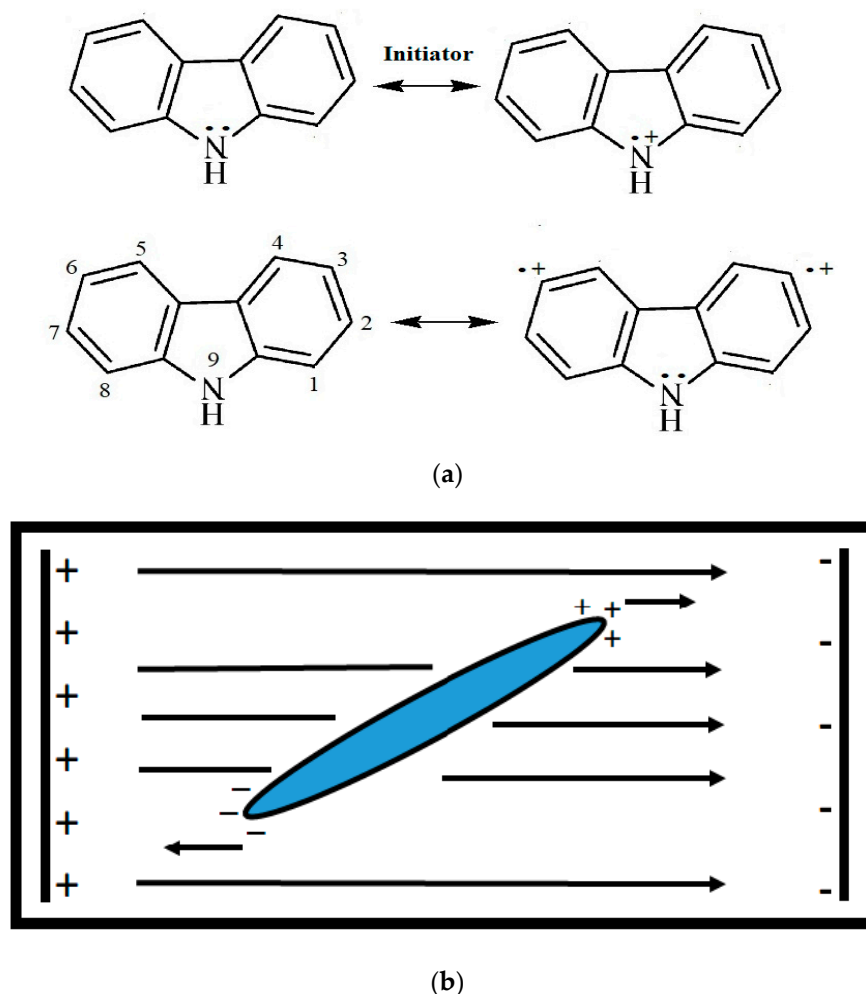 Initiator
N
H
N
+
H
5
4
6
3
7
2
8
9
1
N
H
+
+
N
H
(a)
+ -
+ +
+
+ -
+ -
+ -
+ -
-
-
-
+ -
+ -
(b)